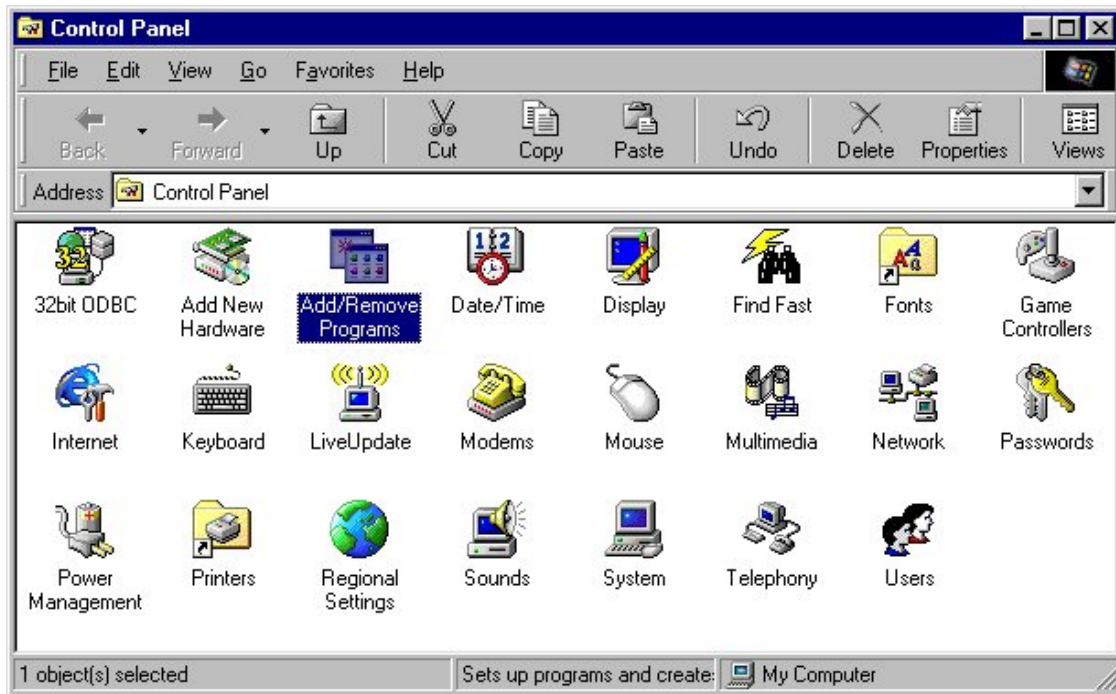 Control Panel
File Edit View Go Favorites Help
Back Forward Up Cut Copy Paste Undo Delete Properties Views
Address Control Panel
32bit ODBC
Add New
Hardware
Add/Remove
Programs
Date/Time
Display
Find Fast
Fonts
Game
Controllers
Internet
Keyboard
LiveUpdate
Modems
Mouse
Multimedia
Network
Passwords
Power
Management
Printers
Regional
Settings
Sounds
System
Telephony
Users
1 object(s) selected
Sets up programs and create
My Computer